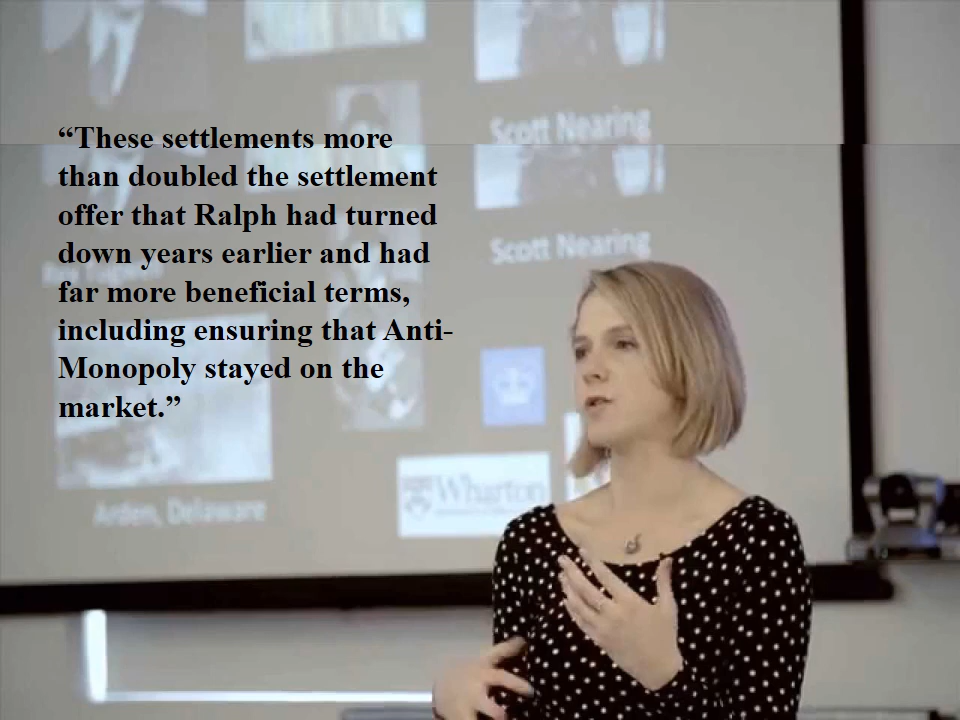 Scott Nearing
“These settlements more
than doubled the settlement
offer that Ralph had turned
down years earlier and had
far more beneficial terms,
including ensuring that Anti-
Monopoly stayed on the
market.”
Scott Nearing
Wharton
Arden, Delaware